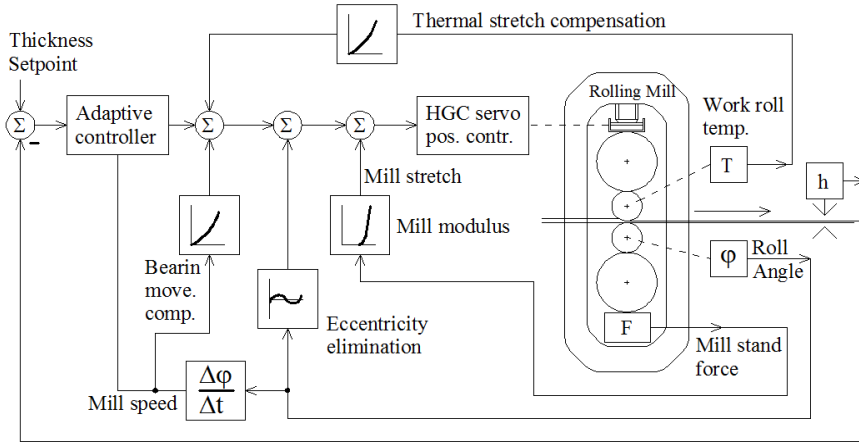 Thermal stretch compensation
Thickness
Setpoint
Σ
-
Adaptive
controller
Σ
Σ
Σ
HGC servo
pos. contr.
Rolling Mill
Work roll
temp.
T
h
Mill stretch
Mill modulus
Bearin
move.
comp.
φ
Roll
Angle
Eccentricity
elimination
F
Mill stand
force
Mill speed
Δφ
Δt